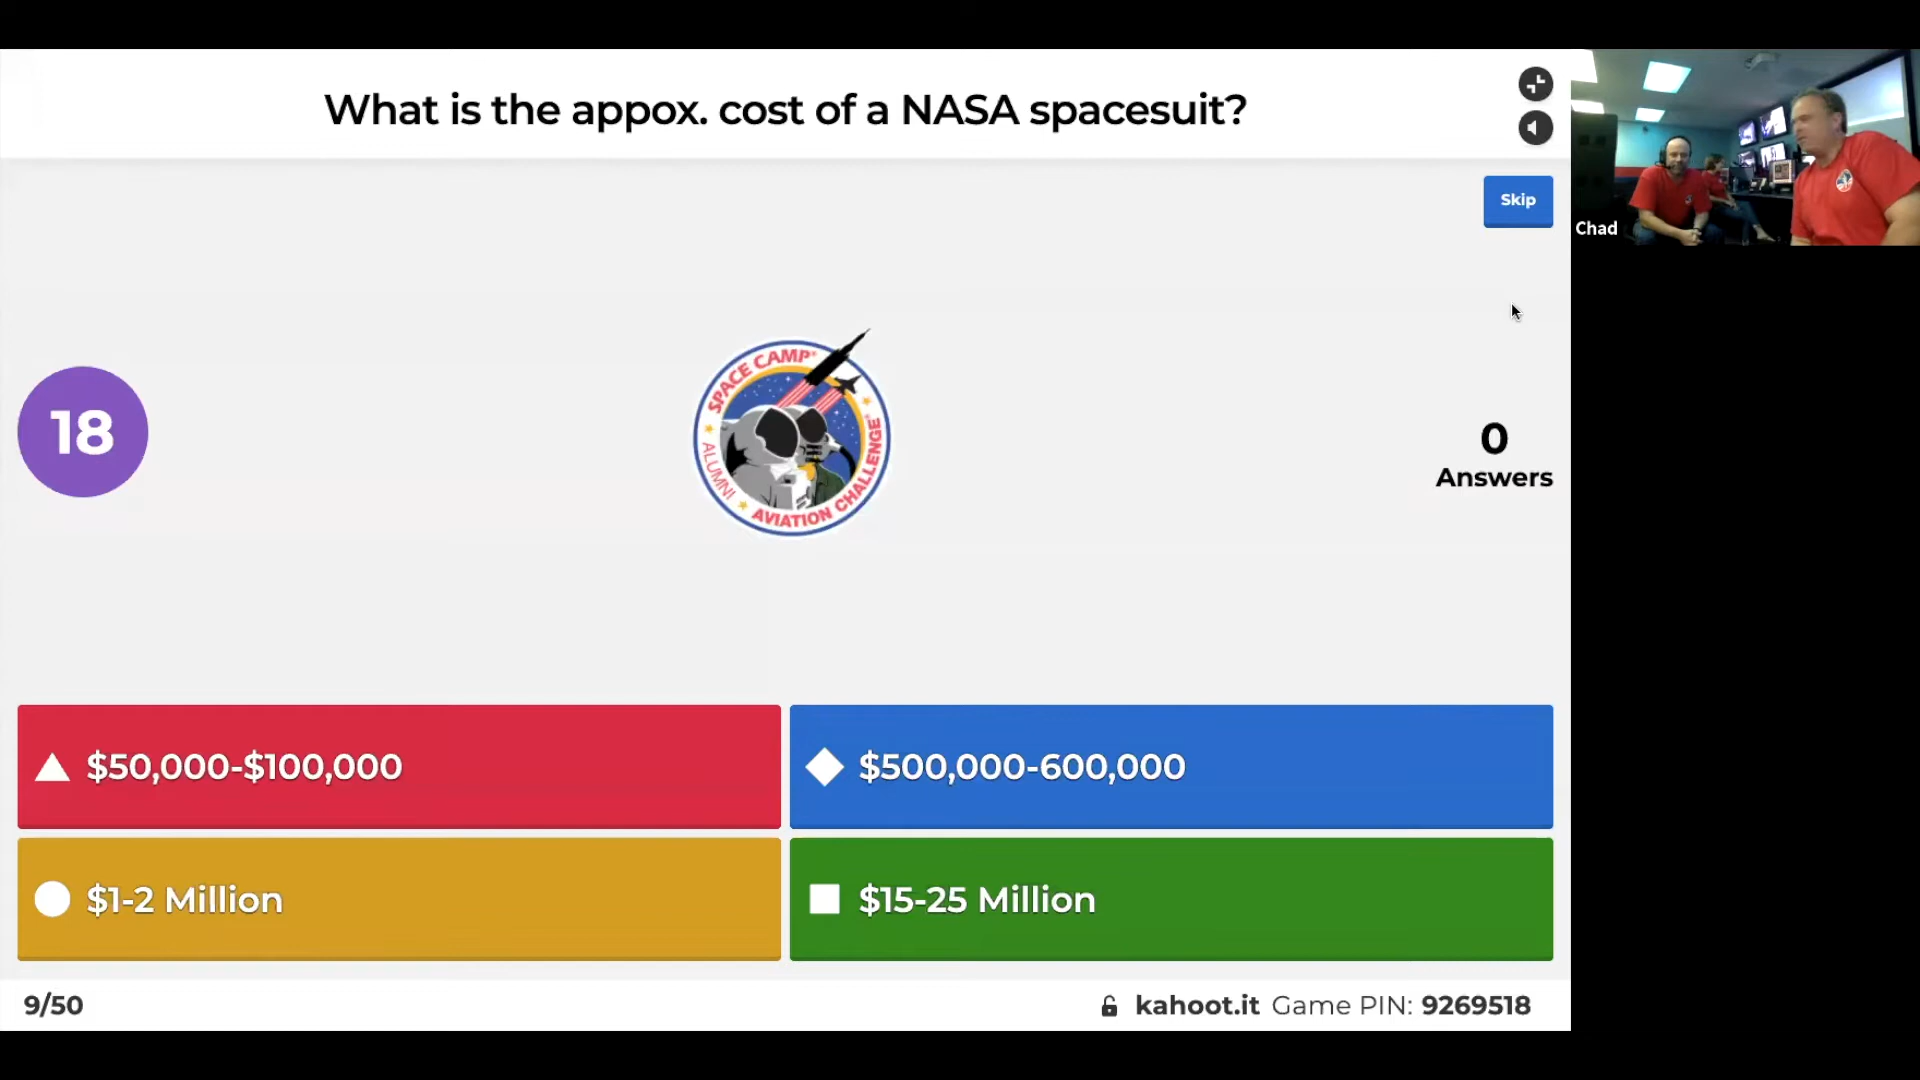 What is the appox. cost of a NASA spacesuit?
Skip
Chad
18
SPACE CAMP®
ALUMNI
AVIATION CHALLENGE®
0
Answers
$50,000-$100,000
$500,000-600,000
$1-2 Million
$15-25 Million
9/50
kahoot.it Game PIN: 9269518